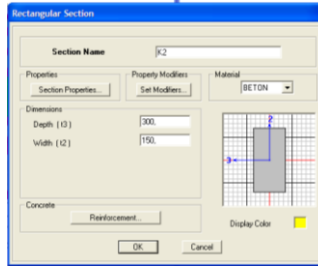 Rectangular Section
Section Name K2
Properties Property Modifiers Material
Section Properties... Set Modifiers... BETON
Dimensions
Depth ( t3 ) 300,
Width ( t2 ) 150,
2
3
Concrete
Reinforcement...
Display Color
OK Cancel